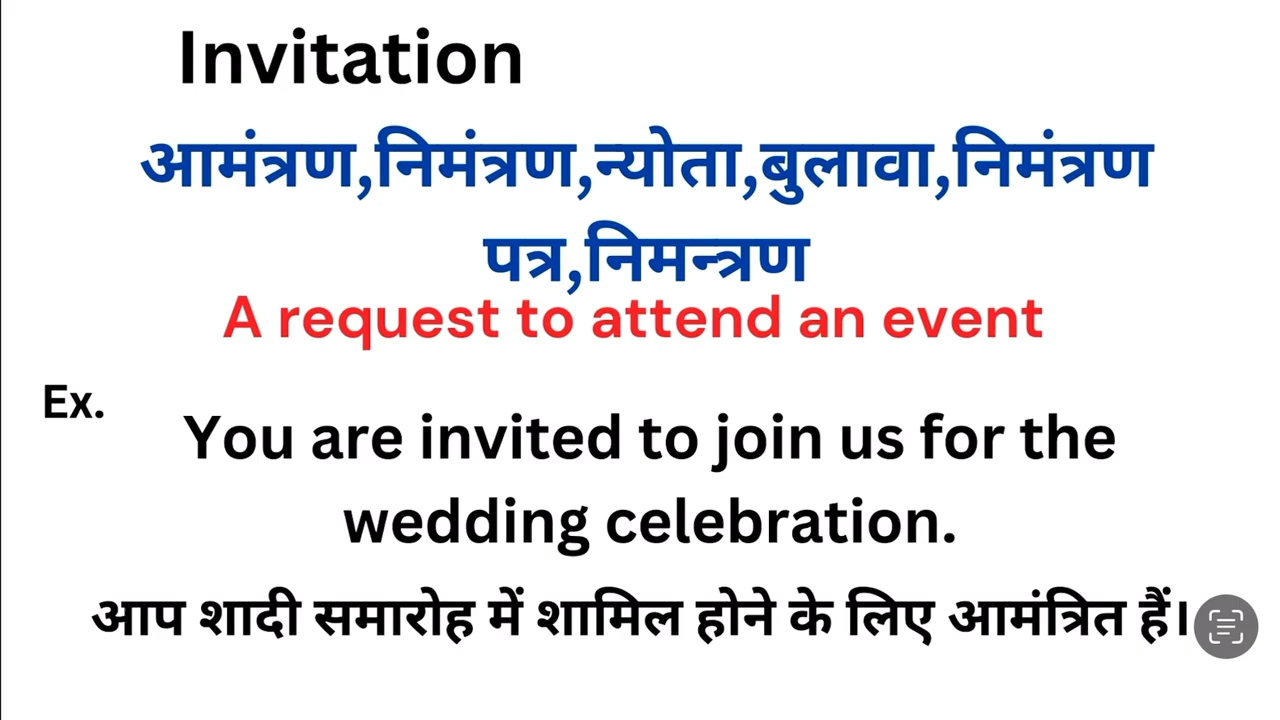 Invitation
आमंत्रण,निमंत्रण,न्योता,बुलावा,निमंत्रण
पत्र,निमन्त्रण
A request to attend an event
Ex.
You are invited to join us for the
wedding celebration.
आप शादी समारोह में शामिल होने के लिए आमंत्रित हैं।